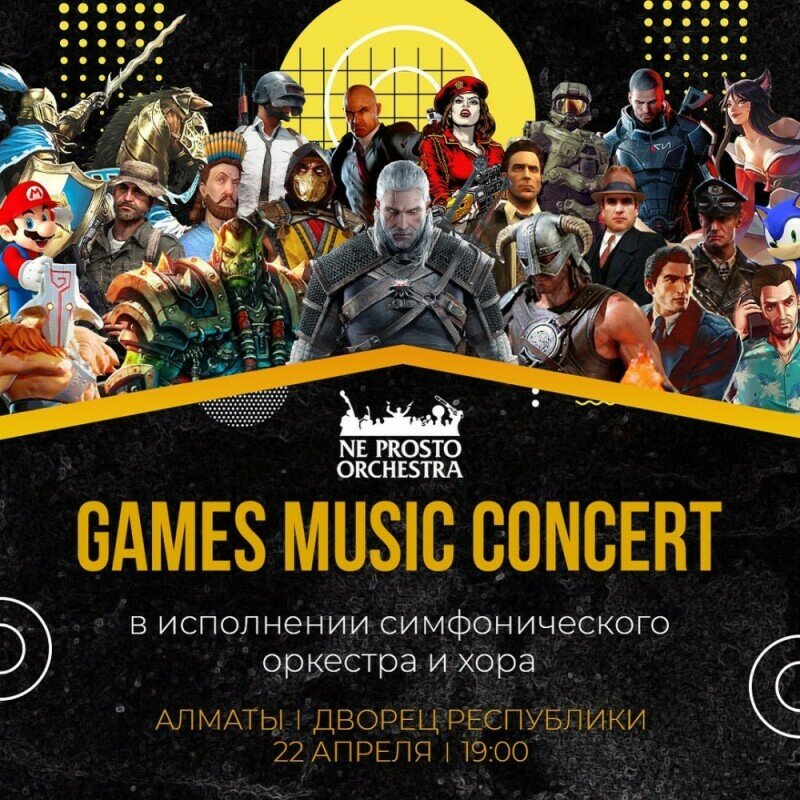 NE PROSTO
ORCHESTRA
GAMES MUSIC CONCERT
в исполнении симфонического
оркестра и хора
АЛМАТЫ | ДВОРЕЦ РЕСПУБЛИКИ
22 АПРЕЛЯ | 19:00